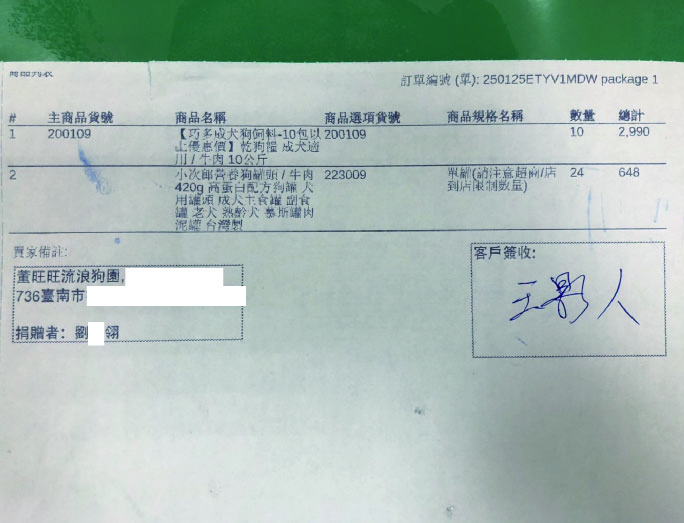 商品列表
訂單編號 (單): 250125ETYV1MDW package 1
# 主商品貨號 商品名稱 商品選項貨號 商品規格名稱 數量 總計
1 200109 【巧多成犬狗飼料-10包以 200109 10 2,990
上優惠價】乾狗糧 成犬適
用 / 牛肉 10公斤
2 小次郎營養狗罐頭 / 牛肉 223009 單罐(請注意超商/店 24 648
420g 高蛋白配方狗罐 犬 到店限制數量)
用罐頭 成犬主食罐 副食
罐 老犬 熟齡犬 慕斯罐肉
泥罐 台灣製
賣家備註:
董旺旺流浪狗園,
736臺南市
捐贈者: 劉 翎
客戶簽收:
王 人